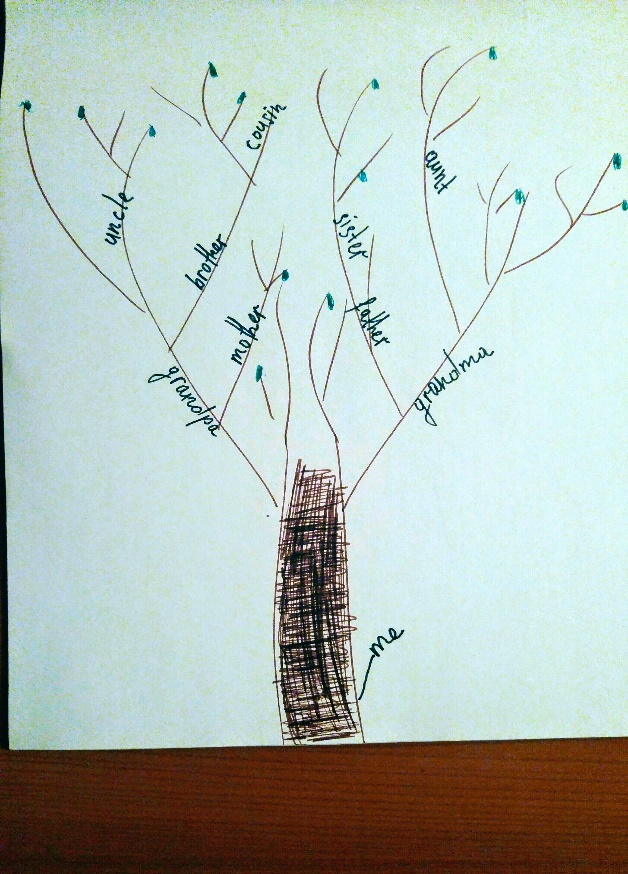 cousin
aunt
uncle
sister
brother
mother
father
grandpa
grandma
me